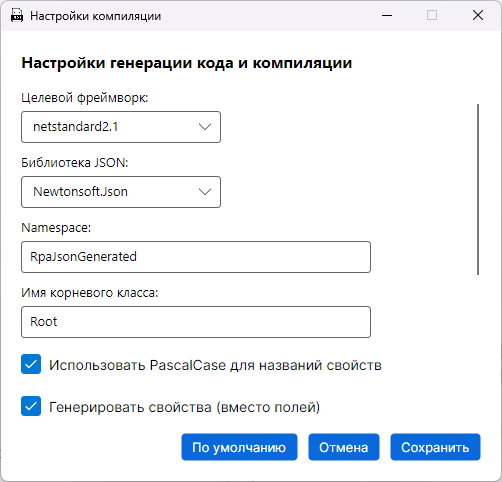 Настройки компиляции
Настройки генерации кода и компиляции
Целевой фреймворк:
netstandard2.1
Библиотека JSON:
Newtonsoft.Json
Namespace:
RpaJsonGenerated
Имя корневого класса:
Root
Использовать PascalCase для названий свойств
Генерировать свойства (вместо полей)
По умолчанию Отмена Сохранить